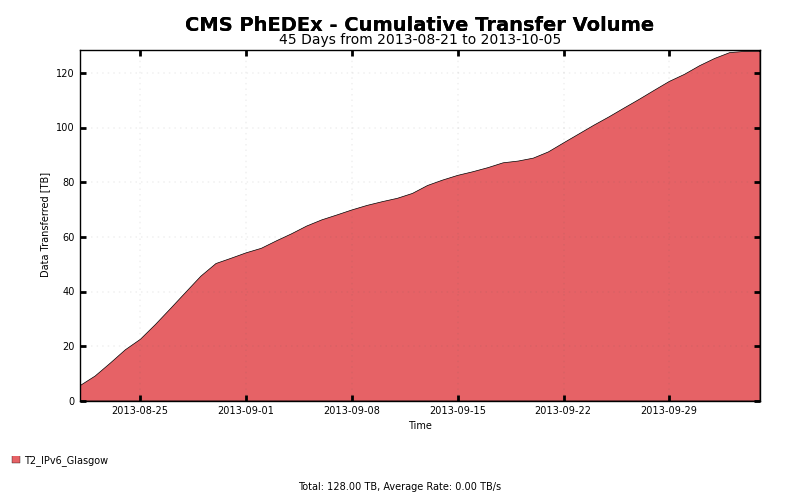 CMS PhEDEx - Cumulative Transfer Volume
45 Days from 2013-08-21 to 2013-10-05
120
100
80
60
40
20
0
Data Transferred [TB]
2013-08-25 2013-09-01 2013-09-08 2013-09-15 2013-09-22 2013-09-29
Time
T2_IPv6_Glasgow
Total: 128.00 TB, Average Rate: 0.00 TB/s